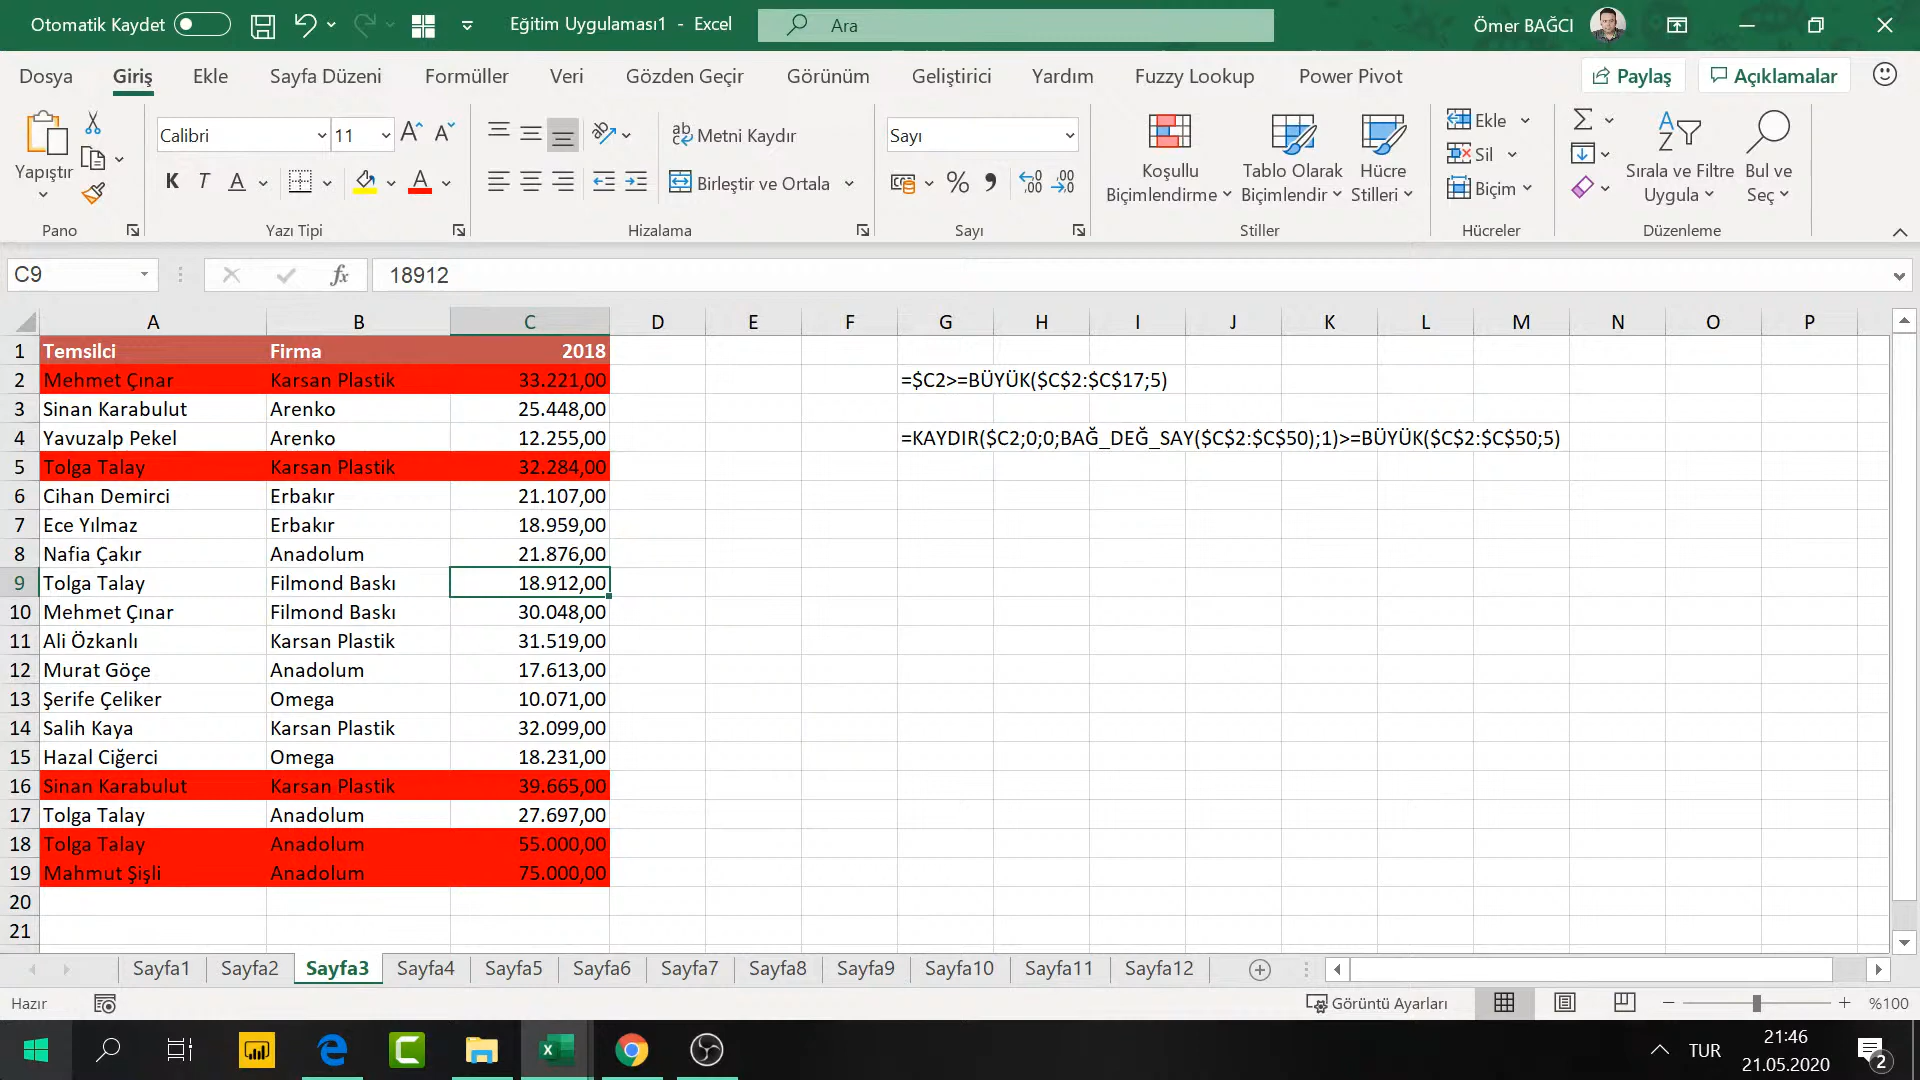 Otomatik Kaydet Eğitim Uygulaması1 - Excel Ara Ömer BAĞCI
Dosya Giriş Ekle Sayfa Düzeni Formüller Veri Gözden Geçir Görünüm Geliştirici Yardım Fuzzy Lookup Power Pivot Paylaş Açıklamalar
Yapıştır
Pano
Calibri 11
K T A A
Yazı Tipi
Metni Kaydır
Birleştir ve Ortala
Hizalama
Sayı
Sayı
Koşullu Biçimlendirme
Tablo Olarak Biçimlendir
Hücre Stilleri
Stiller
Ekle
Sil
Biçim
Hücreler
Sırala ve Filtre Uygula
Bul ve Seç
Düzenleme
C9 fx 18912
A B C D E F G H I J K L M N O P
1 Temsilci Firma 2018
2 Mehmet Çınar Karsan Plastik 33.221,00 =$C2>=BÜYÜK($C$2:$C$17;5)
3 Sinan Karabulut Arenko 25.448,00
4 Yavuzalp Pekel Arenko 12.255,00 =KAYDIR($C2;0;0;BAĞ_DEĞ_SAY($C$2:$C$50);1)>=BÜYÜK($C$2:$C$50;5)
5 Tolga Talay Karsan Plastik 32.284,00
6 Cihan Demirci Erbakır 21.107,00
7 Ece Yılmaz Erbakır 18.959,00
8 Nafia Çakır Anadolum 21.876,00
9 Tolga Talay Filmond Baskı 18.912,00
10 Mehmet Çınar Filmond Baskı 30.048,00
11 Ali Özkanlı Karsan Plastik 31.519,00
12 Murat Göçe Anadolum 17.613,00
13 Şerife Çeliker Omega 10.071,00
14 Salih Kaya Karsan Plastik 32.099,00
15 Hazal Ciğerci Omega 18.231,00
16 Sinan Karabulut Karsan Plastik 39.665,00
17 Tolga Talay Anadolum 27.697,00
18 Tolga Talay Anadolum 55.000,00
19 Mahmut Şişli Anadolum 75.000,00
20
21
Sayfa1 Sayfa2 Sayfa3 Sayfa4 Sayfa5 Sayfa6 Sayfa7 Sayfa8 Sayfa9 Sayfa10 Sayfa11 Sayfa12
Hazır Görüntü Ayarları %100
TUR 21:46
21.05.2020 2